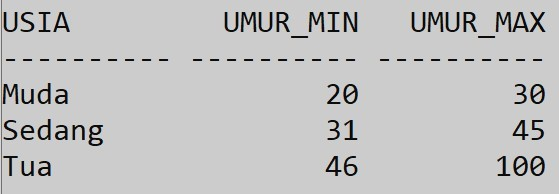 USIA         UMUR_MIN   UMUR_MAX
---------- ---------- ----------
Muda               20         30
Sedang             31         45
Tua                46        100